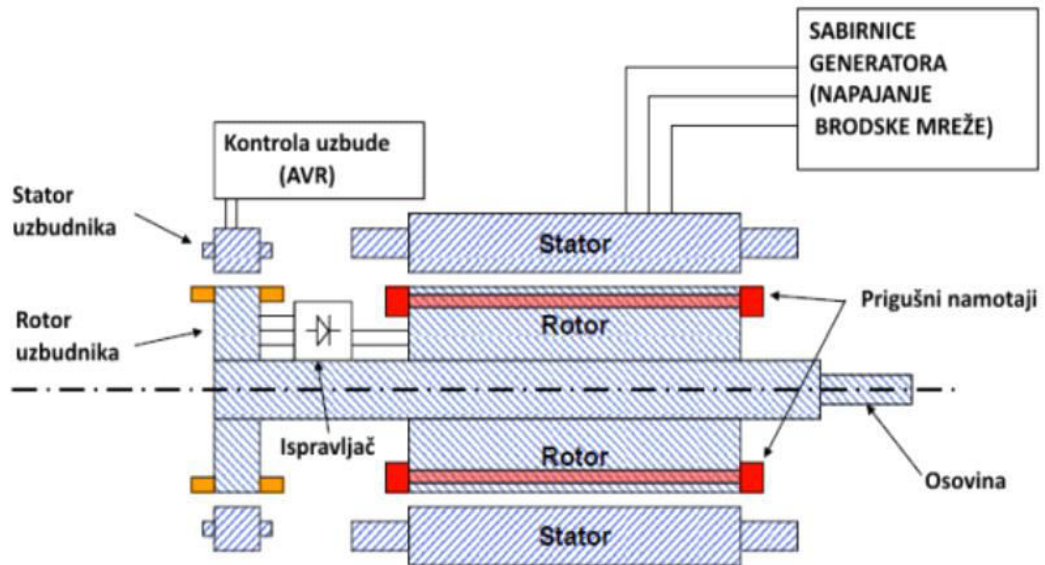 SABIRNICE
GENERATORA
(NAPAJANJE
BRODSKE MREŽE)
Kontrola uzbude
(AVR)
Stator
uzbudnika
Stator
Rotor
uzbudnika
Rotor
Prigušni namotaji
Ispravljač
Rotor
Osovina
Stator